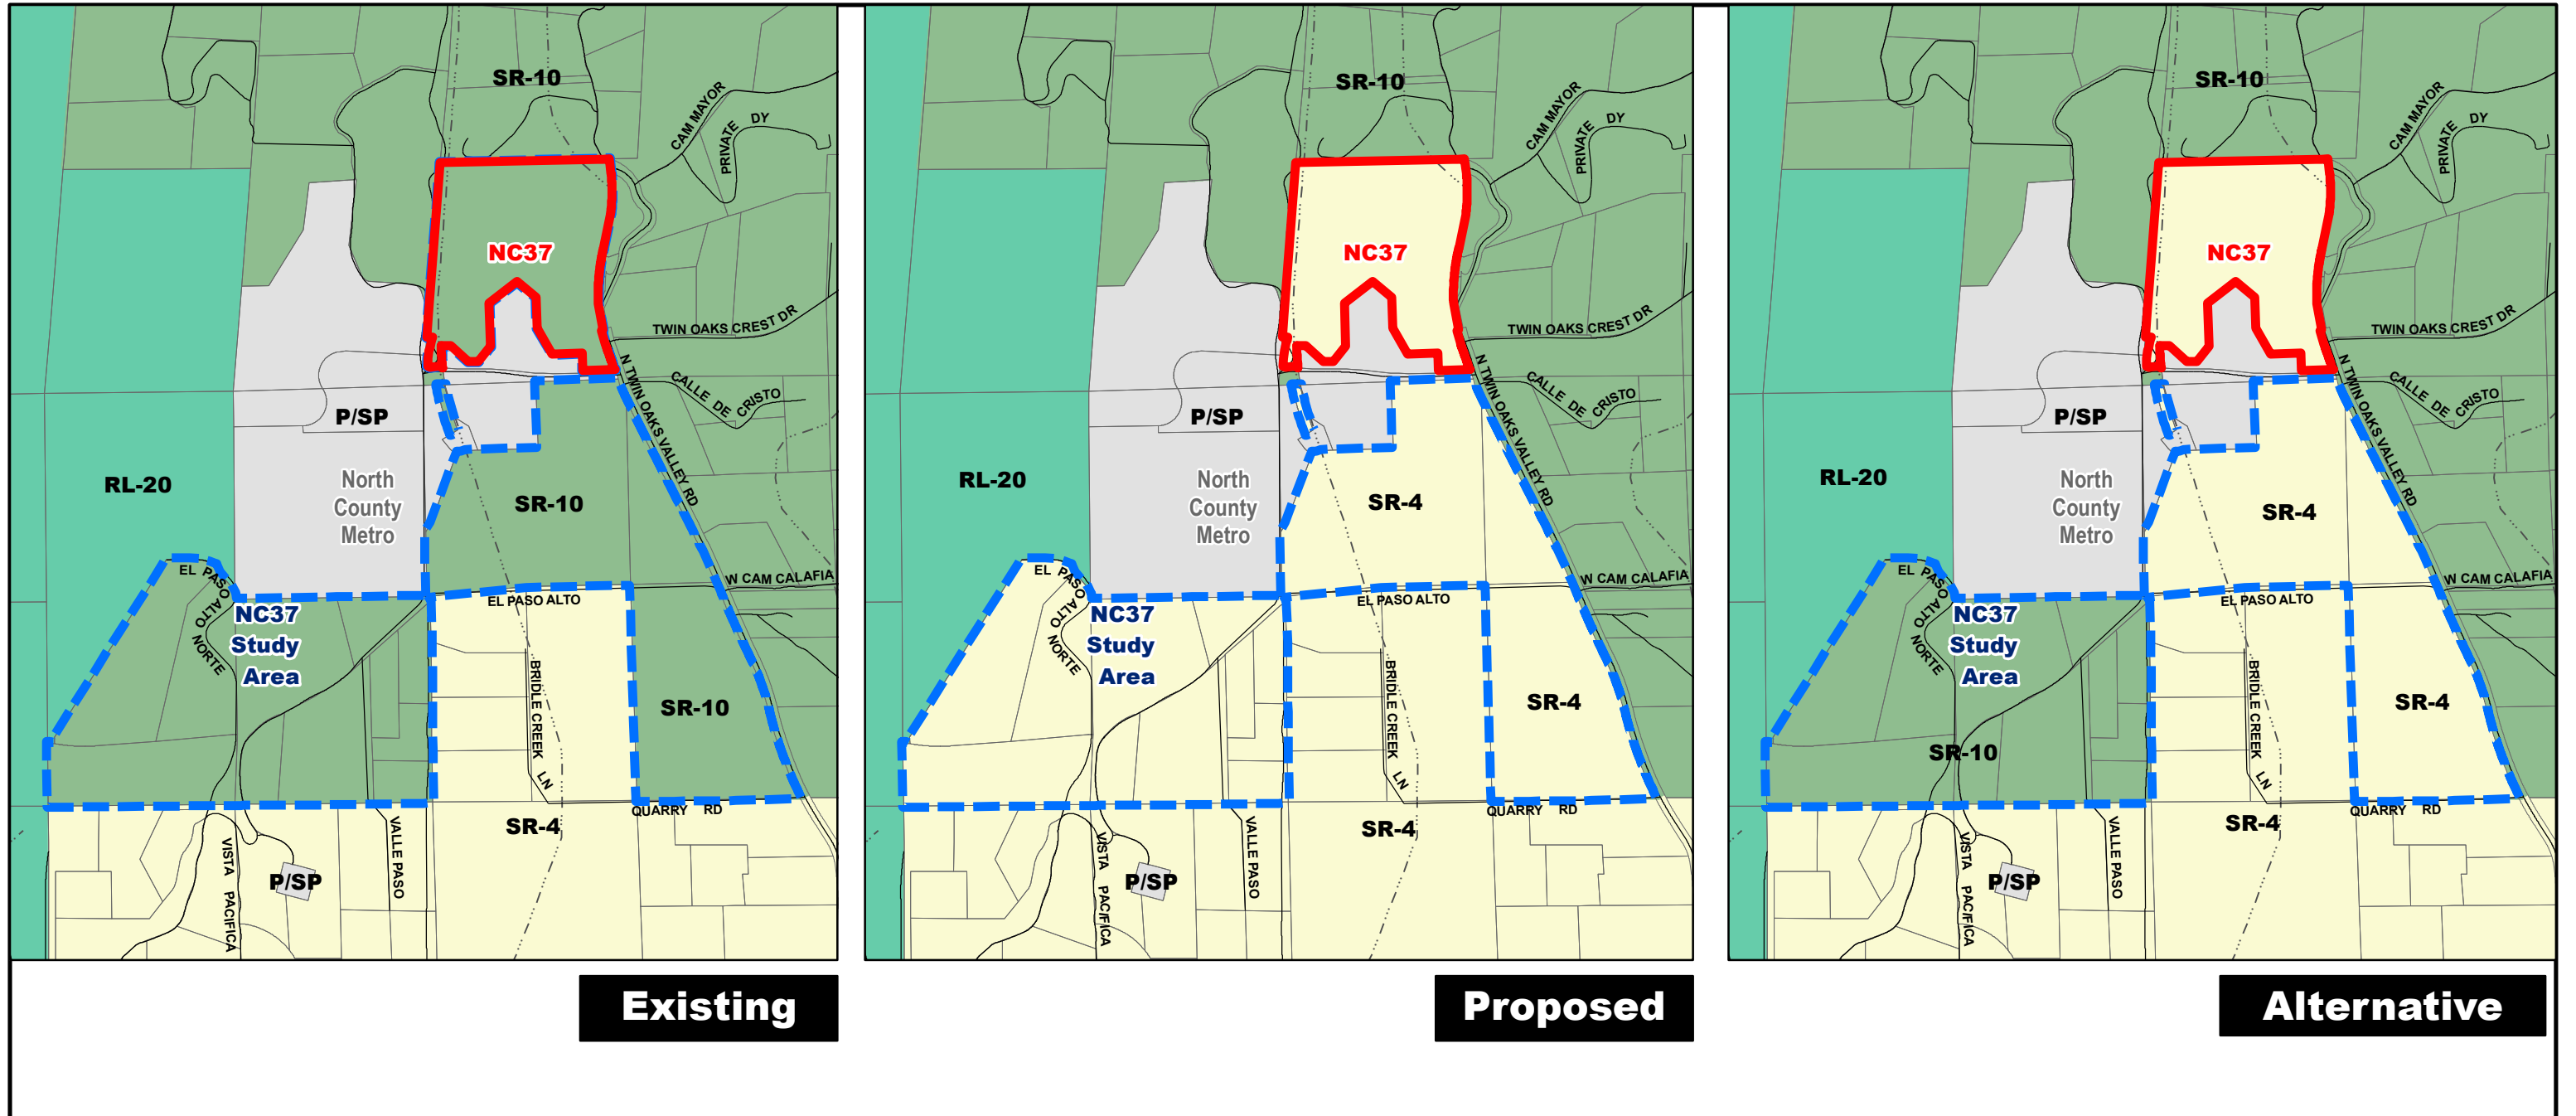 SR-10
CAM MAYOR
PRIVATE DY
NC37
TWIN OAKS CREST DR
N TWIN OAKS VALLEY RD
CALLE DE CRISTO
P/SP
RL-20
North
County
Metro
SR-10
EL PASO ALTO NORTE
W CAM CALAFIA
EL PASO ALTO
NC37
Study
Area
BRIDLE CREEK LN
SR-10
QUARRY RD
SR-4
VISTA PACIFICA
P/SP
VALLE PASO
Existing
SR-10
CAM MAYOR
PRIVATE DY
NC37
TWIN OAKS CREST DR
N TWIN OAKS VALLEY RD
CALLE DE CRISTO
P/SP
RL-20
North
County
Metro
SR-4
EL PASO ALTO NORTE
W CAM CALAFIA
EL PASO ALTO
NC37
Study
Area
BRIDLE CREEK LN
SR-4
QUARRY RD
SR-4
VISTA PACIFICA
P/SP
VALLE PASO
Proposed
SR-10
CAM MAYOR
PRIVATE DY
NC37
TWIN OAKS CREST DR
N TWIN OAKS VALLEY RD
CALLE DE CRISTO
P/SP
RL-20
North
County
Metro
SR-4
EL PASO ALTO NORTE
W CAM CALAFIA
EL PASO ALTO
NC37
Study
Area
BRIDLE CREEK LN
SR-4
SR-10
QUARRY RD
SR-4
VISTA PACIFICA
P/SP
VALLE PASO
Alternative